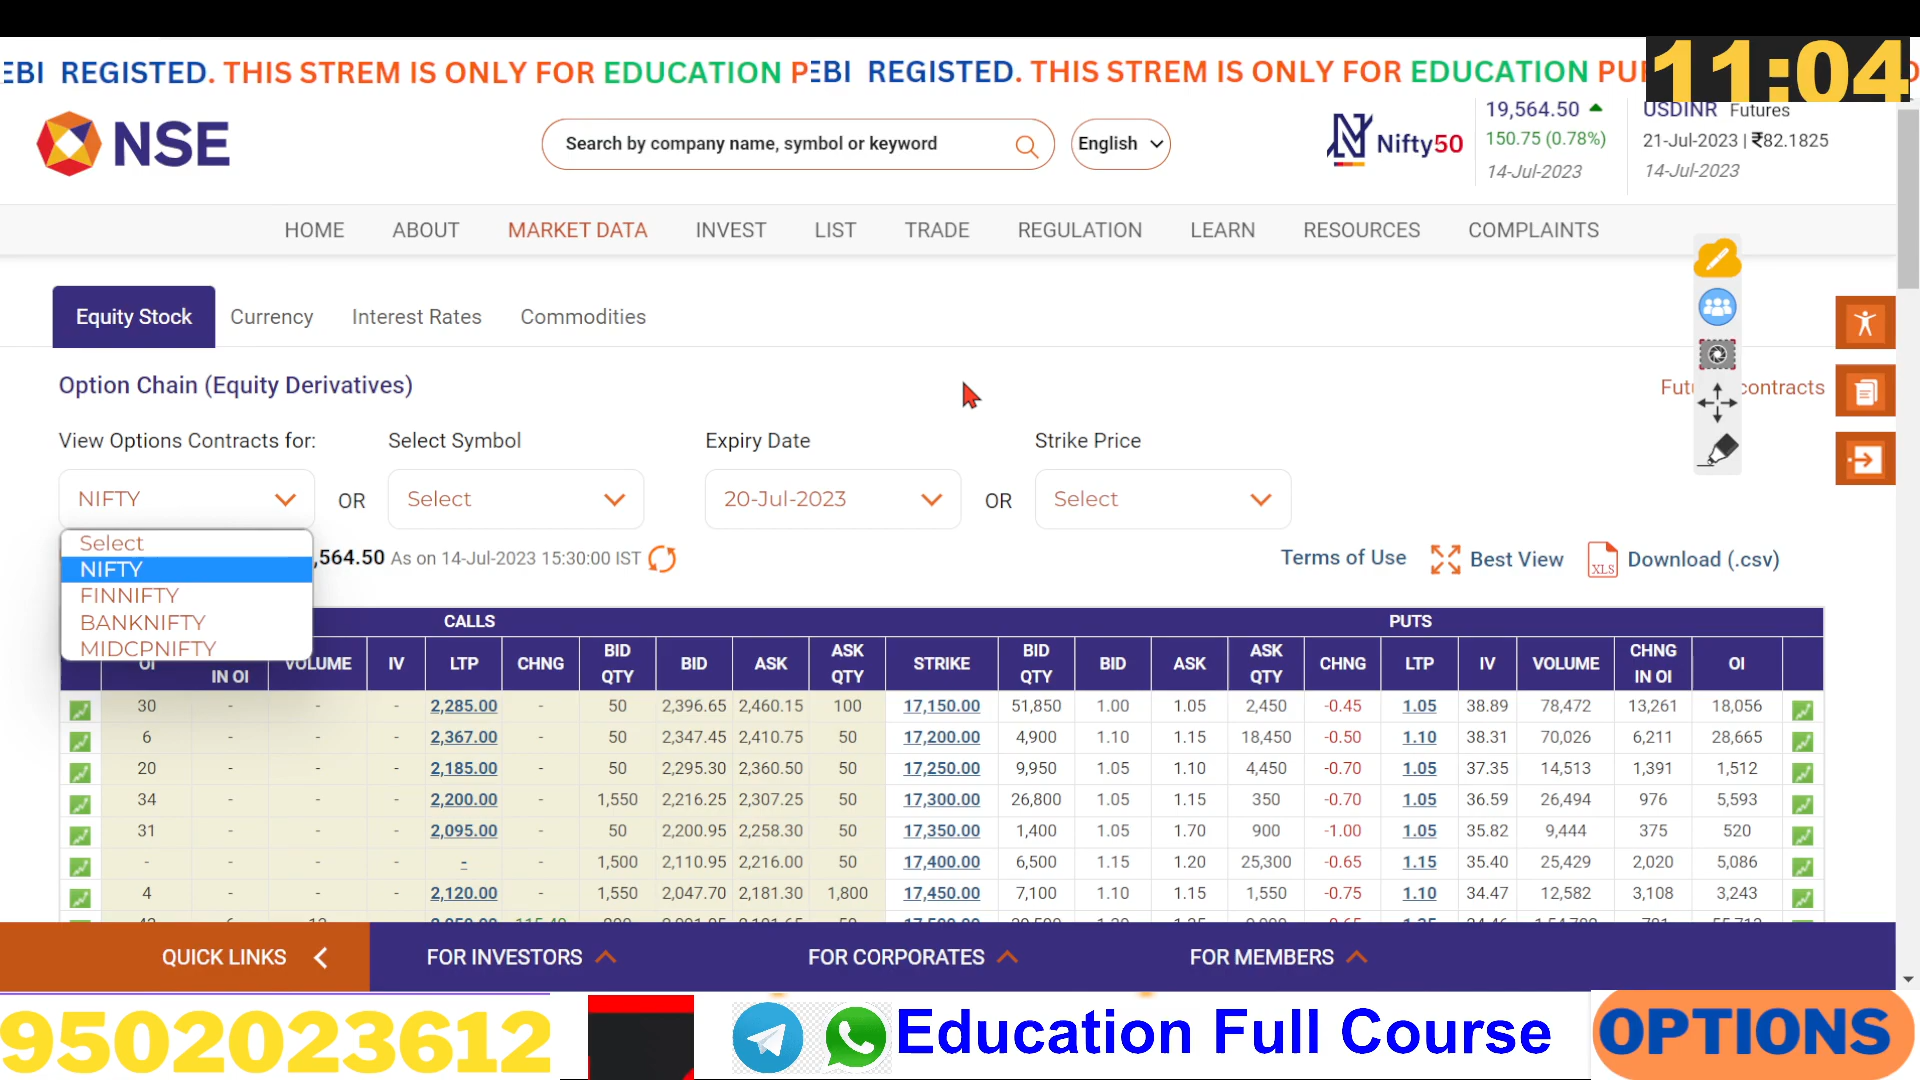 EBI REGISTED. THIS STREM IS ONLY FOR EDUCATION P
EBI REGISTED. THIS STREM IS ONLY FOR EDUCATION PU
11:04
NSE
Search by company name, symbol or keyword
English
Nifty50
19,564.50
150.75 (0.78%)
14-Jul-2023
USDINR Futures
21-Jul-2023 | ₹82.1825
14-Jul-2023
HOME ABOUT MARKET DATA INVEST LIST TRADE REGULATION LEARN RESOURCES COMPLAINTS
Equity Stock Currency Interest Rates Commodities
Option Chain (Equity Derivatives)
Fut contracts
View Options Contracts for: Select Symbol Expiry Date Strike Price
NIFTY OR Select 20-Jul-2023 OR Select
Select
NIFTY
FINNIFTY
BANKNIFTY
MIDCPNIFTY
,564.50 As on 14-Jul-2023 15:30:00 IST
Terms of Use Best View XLS Download (.csv)
CALLS PUTS
OI IN OI VOLUME IV LTP CHNG BID QTY BID ASK ASK QTY STRIKE BID QTY BID ASK ASK QTY CHNG LTP IV VOLUME CHNG IN OI OI
30 - - - 2,285.00 - 50 2,396.65 2,460.15 100 17,150.00 51,850 1.00 1.05 2,450 -0.45 1.05 38.89 78,472 13,261 18,056
6 - - - 2,367.00 - 50 2,347.45 2,410.75 50 17,200.00 4,900 1.10 1.15 18,450 -0.50 1.10 38.31 70,026 6,211 28,665
20 - - - 2,185.00 - 50 2,295.30 2,360.50 50 17,250.00 9,950 1.05 1.10 4,450 -0.70 1.05 37.35 14,513 1,391 1,512
34 - - - 2,200.00 - 1,550 2,216.25 2,307.25 50 17,300.00 26,800 1.05 1.15 350 -0.70 1.05 36.59 26,494 976 5,593
31 - - - 2,095.00 - 50 2,200.95 2,258.30 50 17,350.00 1,400 1.05 1.70 900 -1.00 1.05 35.82 9,444 375 520
- - - - - - 1,500 2,110.95 2,216.00 50 17,400.00 6,500 1.15 1.20 25,300 -0.65 1.15 35.40 25,429 2,020 5,086
4 - - - 2,120.00 - 1,550 2,047.70 2,181.30 1,800 17,450.00 7,100 1.10 1.15 1,550 -0.75 1.10 34.47 12,582 3,108 3,243
QUICK LINKS FOR INVESTORS FOR CORPORATES FOR MEMBERS
9502023612 Education Full Course OPTIONS